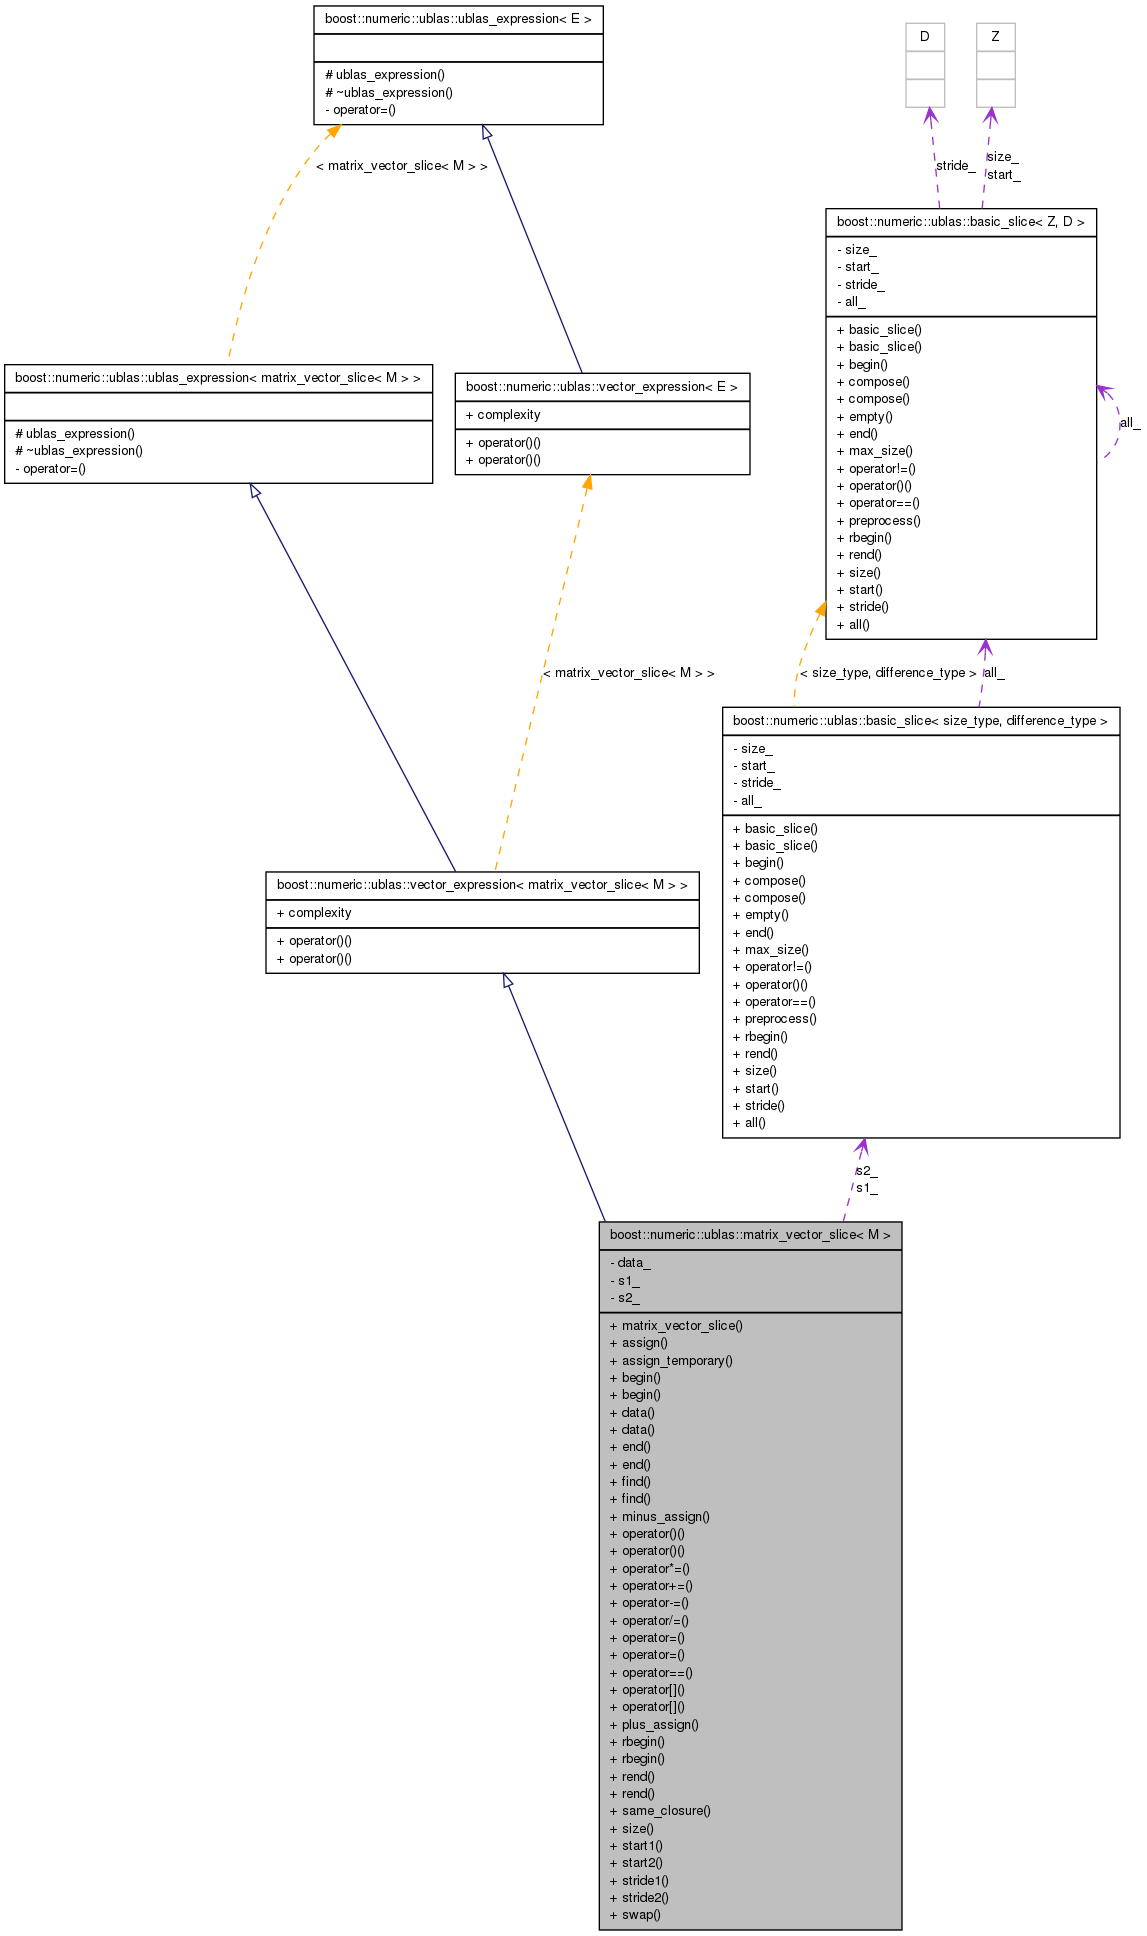 boost::numeric::ublas::ublas_expression< E >
# ublas_expression()
# ~ublas_expression()
- operator=()
D
Z
< matrix_vector_slice< M > >
stride_
size_
start_
boost::numeric::ublas::basic_slice< Z, D >
- size_
- start_
- stride_
- all_
+ basic_slice()
+ basic_slice()
+ begin()
+ compose()
+ compose()
+ empty()
+ end()
+ max_size()
+ operator!=()
+ operator()()
+ operator==()
+ preprocess()
+ rbegin()
+ rend()
+ size()
+ start()
+ stride()
+ all()
all_
boost::numeric::ublas::ublas_expression< matrix_vector_slice< M > >
# ublas_expression()
# ~ublas_expression()
- operator=()
boost::numeric::ublas::vector_expression< E >
+ complexity
+ operator()()
+ operator()()
< matrix_vector_slice< M > >
< size_type, difference_type >
all_
boost::numeric::ublas::basic_slice< size_type, difference_type >
- size_
- start_
- stride_
- all_
+ basic_slice()
+ basic_slice()
+ begin()
+ compose()
+ compose()
+ empty()
+ end()
+ max_size()
+ operator!=()
+ operator()()
+ operator==()
+ preprocess()
+ rbegin()
+ rend()
+ size()
+ start()
+ stride()
+ all()
boost::numeric::ublas::vector_expression< matrix_vector_slice< M > >
+ complexity
+ operator()()
+ operator()()
s2_
s1_
boost::numeric::ublas::matrix_vector_slice< M >
- data_
- s1_
- s2_
+ matrix_vector_slice()
+ assign()
+ assign_temporary()
+ begin()
+ begin()
+ data()
+ data()
+ end()
+ end()
+ find()
+ find()
+ minus_assign()
+ operator()()
+ operator()()
+ operator*=()
+ operator+=()
+ operator-=()
+ operator/=()
+ operator=()
+ operator=()
+ operator==()
+ operator[]()
+ operator[]()
+ plus_assign()
+ rbegin()
+ rbegin()
+ rend()
+ rend()
+ same_closure()
+ size()
+ start1()
+ start2()
+ stride1()
+ stride2()
+ swap()